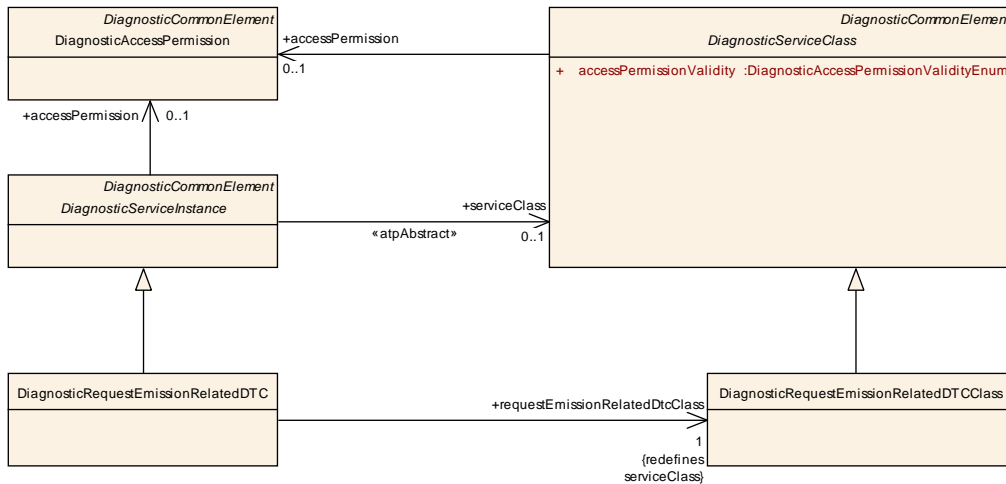 DiagnosticCommonElement
DiagnosticAccessPermission
DiagnosticCommonElemen
DiagnosticServiceClass
+ accessPermissionValidity :DiagnosticAccessPermissionValidityEnum
+accessPermission
0..1
+accessPermission
0..1
DiagnosticCommonElement
DiagnosticServiceInstance
+serviceClass
«atpAbstract»
0..1
DiagnosticRequestEmissionRelatedDTC
+requestEmissionRelatedDtcClass
1
{redefines
serviceClass}
DiagnosticRequestEmissionRelatedDTCClass